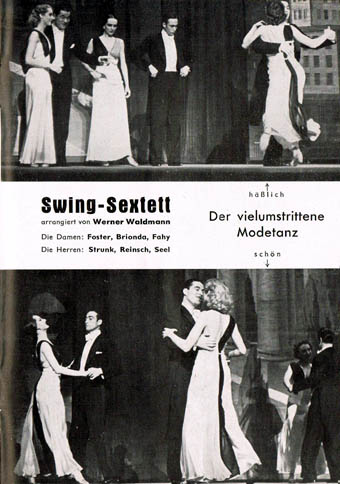 Swing-Sextett
arrangiert von Werner Waldmann
Die Damen: Foster, Brionda, Fahy
Die Herren: Strunk, Reinsch, Seel
häßlich
Der vielumstrittene
Modetanz
schön